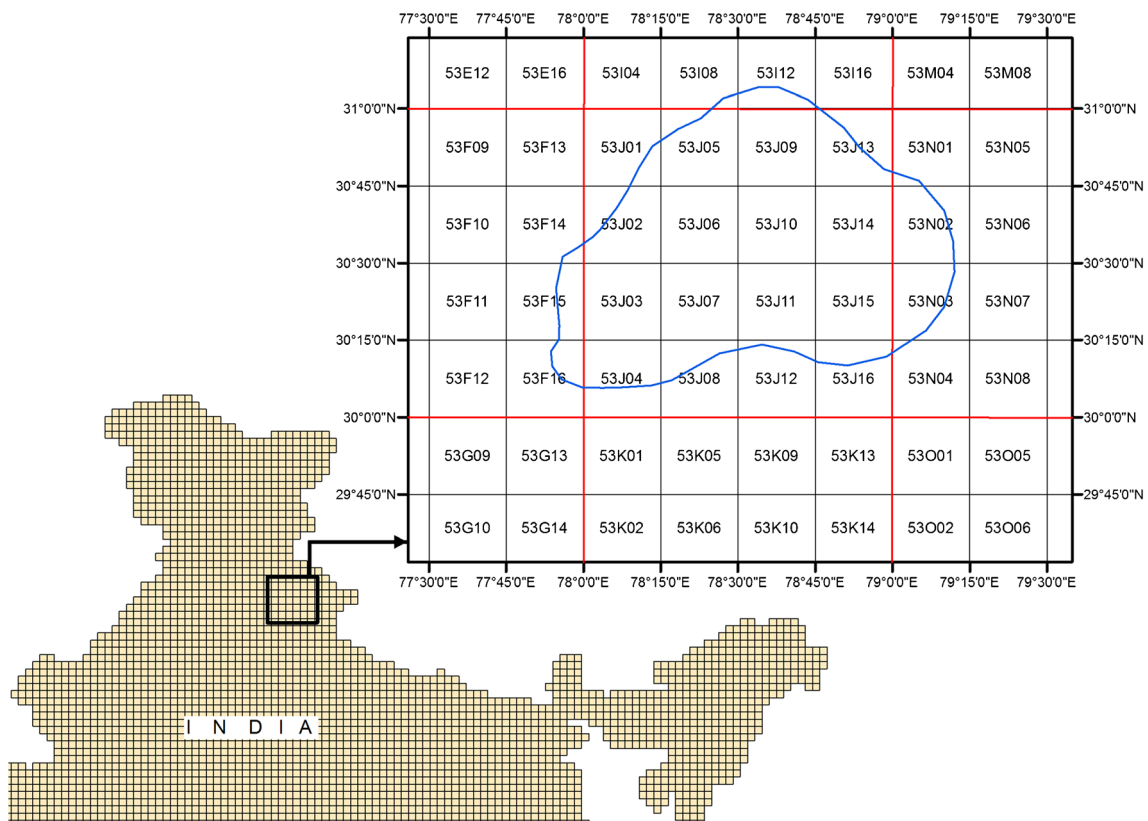 77°30'0"E 77°45'0"E 78°0'0"E 78°15'0"E 78°30'0"E 78°45'0"E 79°0'0"E 79°15'0"E 79°30'0"E
53E12 53E16 53I04 53I08 53I12 53I16 53M04 53M08
31°0'0"N 31°0'0"N
53F09 53F13 53J01 53J05 53J09 53J13 53N01 53N05
30°45'0"N 30°45'0"N
53F10 53F14 53J02 53J06 53J10 53J14 53N02 53N06
30°30'0"N 30°30'0"N
53F11 53F15 53J03 53J07 53J11 53J15 53N03 53N07
30°15'0"N 30°15'0"N
53F12 53F16 53J04 53J08 53J12 53J16 53N04 53N08
30°0'0"N 30°0'0"N
53G09 53G13 53K01 53K05 53K09 53K13 53O01 53O05
29°45'0"N 29°45'0"N
53G10 53G14 53K02 53K06 53K10 53K14 53O02 53O06
77°30'0"E 77°45'0"E 78°0'0"E 78°15'0"E 78°30'0"E 78°45'0"E 79°0'0"E 79°15'0"E 79°30'0"E
INDIA